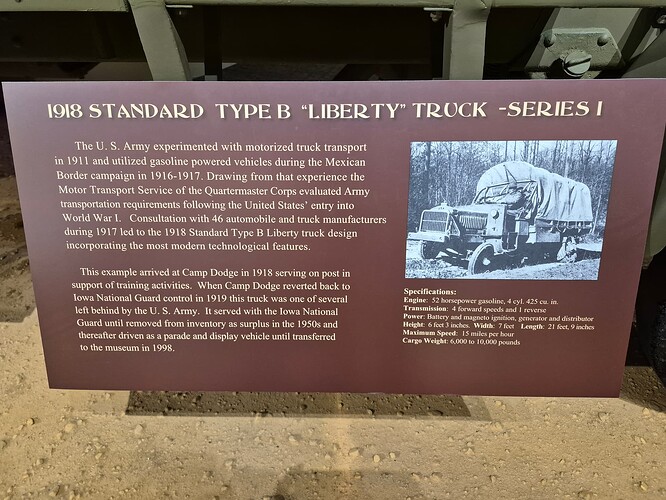 1918 STANDARD TYPE B "LIBERTY" TRUCK -SERIES 1
The U. S. Army experimented with motorized truck transport
in 1911 and utilized gasoline powered vehicles during the Mexican
Border campaign in 1916-1917. Drawing from that experience the
Motor Transport Service of the Quartermaster Corps evaluated Army
transportation requirements following the United States' entry into
World War I. Consultation with 46 automobile and truck manufacturers
during 1917 led to the 1918 Standard Type B Liberty truck design
incorporating the most modern technological features.
This example arrived at Camp Dodge in 1918 serving on post in
support of training activities. When Camp Dodge reverted back to
Iowa National Guard control in 1919 this truck was one of several
left behind by the U. S. Army. It served with the Iowa National
Guard until removed from inventory as surplus in the 1950s and
thereafter driven as a parade and display vehicle until transferred
to the museum in 1998.
Specifications:
Engine: 52 horsepower gasoline, 4 cyl. 425 cu. in.
Transmission: 4 forward speeds and 1 reverse
Power: Battery and magneto ignition, generator and distributor
Height: 6 feet 3 inches. Width: 7 feet Length: 21 feet, 9 inches
Maximum Speed: 15 miles per hour
Cargo Weight: 6,000 to 10,000 pounds